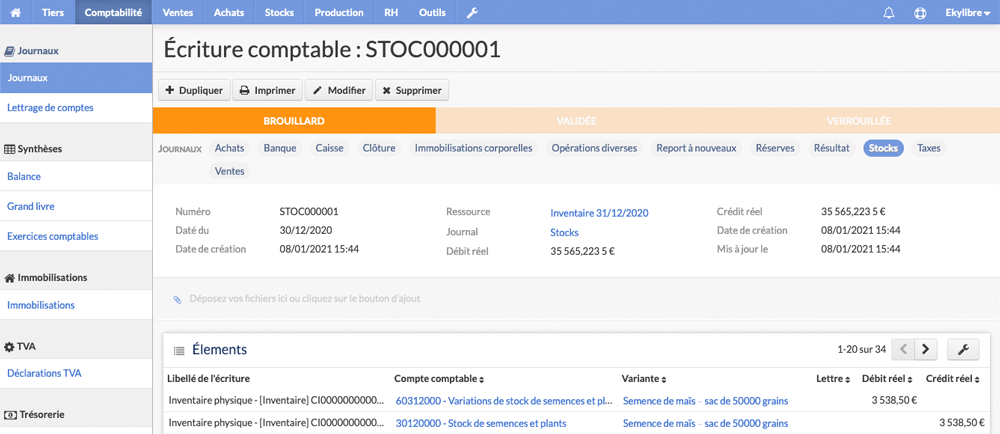 Tiers Comptabilité Ventes Achats Stocks Production RH Outils Ekylibre
Journaux
Journaux
Lettrage de comptes
Synthèses
Balance
Grand livre
Exercices comptables
Immobilisations
Immobilisations
TVA
Déclarations TVA
Trésorerie
Écriture comptable : STOC000001
Dupliquer Imprimer Modifier Supprimer
BROUILLARD VALIDÉE VERROUILLÉE
JOURNAUX Achats Banque Caisse Clôture Immobilisations corporelles Opérations diverses Report à nouveaux Réserves Résultat Stocks Taxes
Ventes
Numéro STOC000001 Ressource Inventaire 31/12/2020 Crédit réel 35 565,223 5 €
Daté du 30/12/2020 Journal Stocks Date de création 08/01/2021 15:44
Date de création 08/01/2021 15:44 Débit réel 35 565,223 5 € Mis à jour le 08/01/2021 15:44
Déposez vos fichiers ici ou cliquez sur le bouton d'ajout
Élements 1-20 sur 34
Libellé de l'écriture Compte comptable Variante Lettre Débit réel Crédit réel
Inventaire physique - [Inventaire] CI0000000000... 60312000 - Variations de stock de semences et pl... Semence de maïs - sac de 50000 grains 3 538,50 €
Inventaire physique - [Inventaire] CI0000000000... 30120000 - Stock de semences et plants Semence de maïs - sac de 50000 grains 3 538,50 €